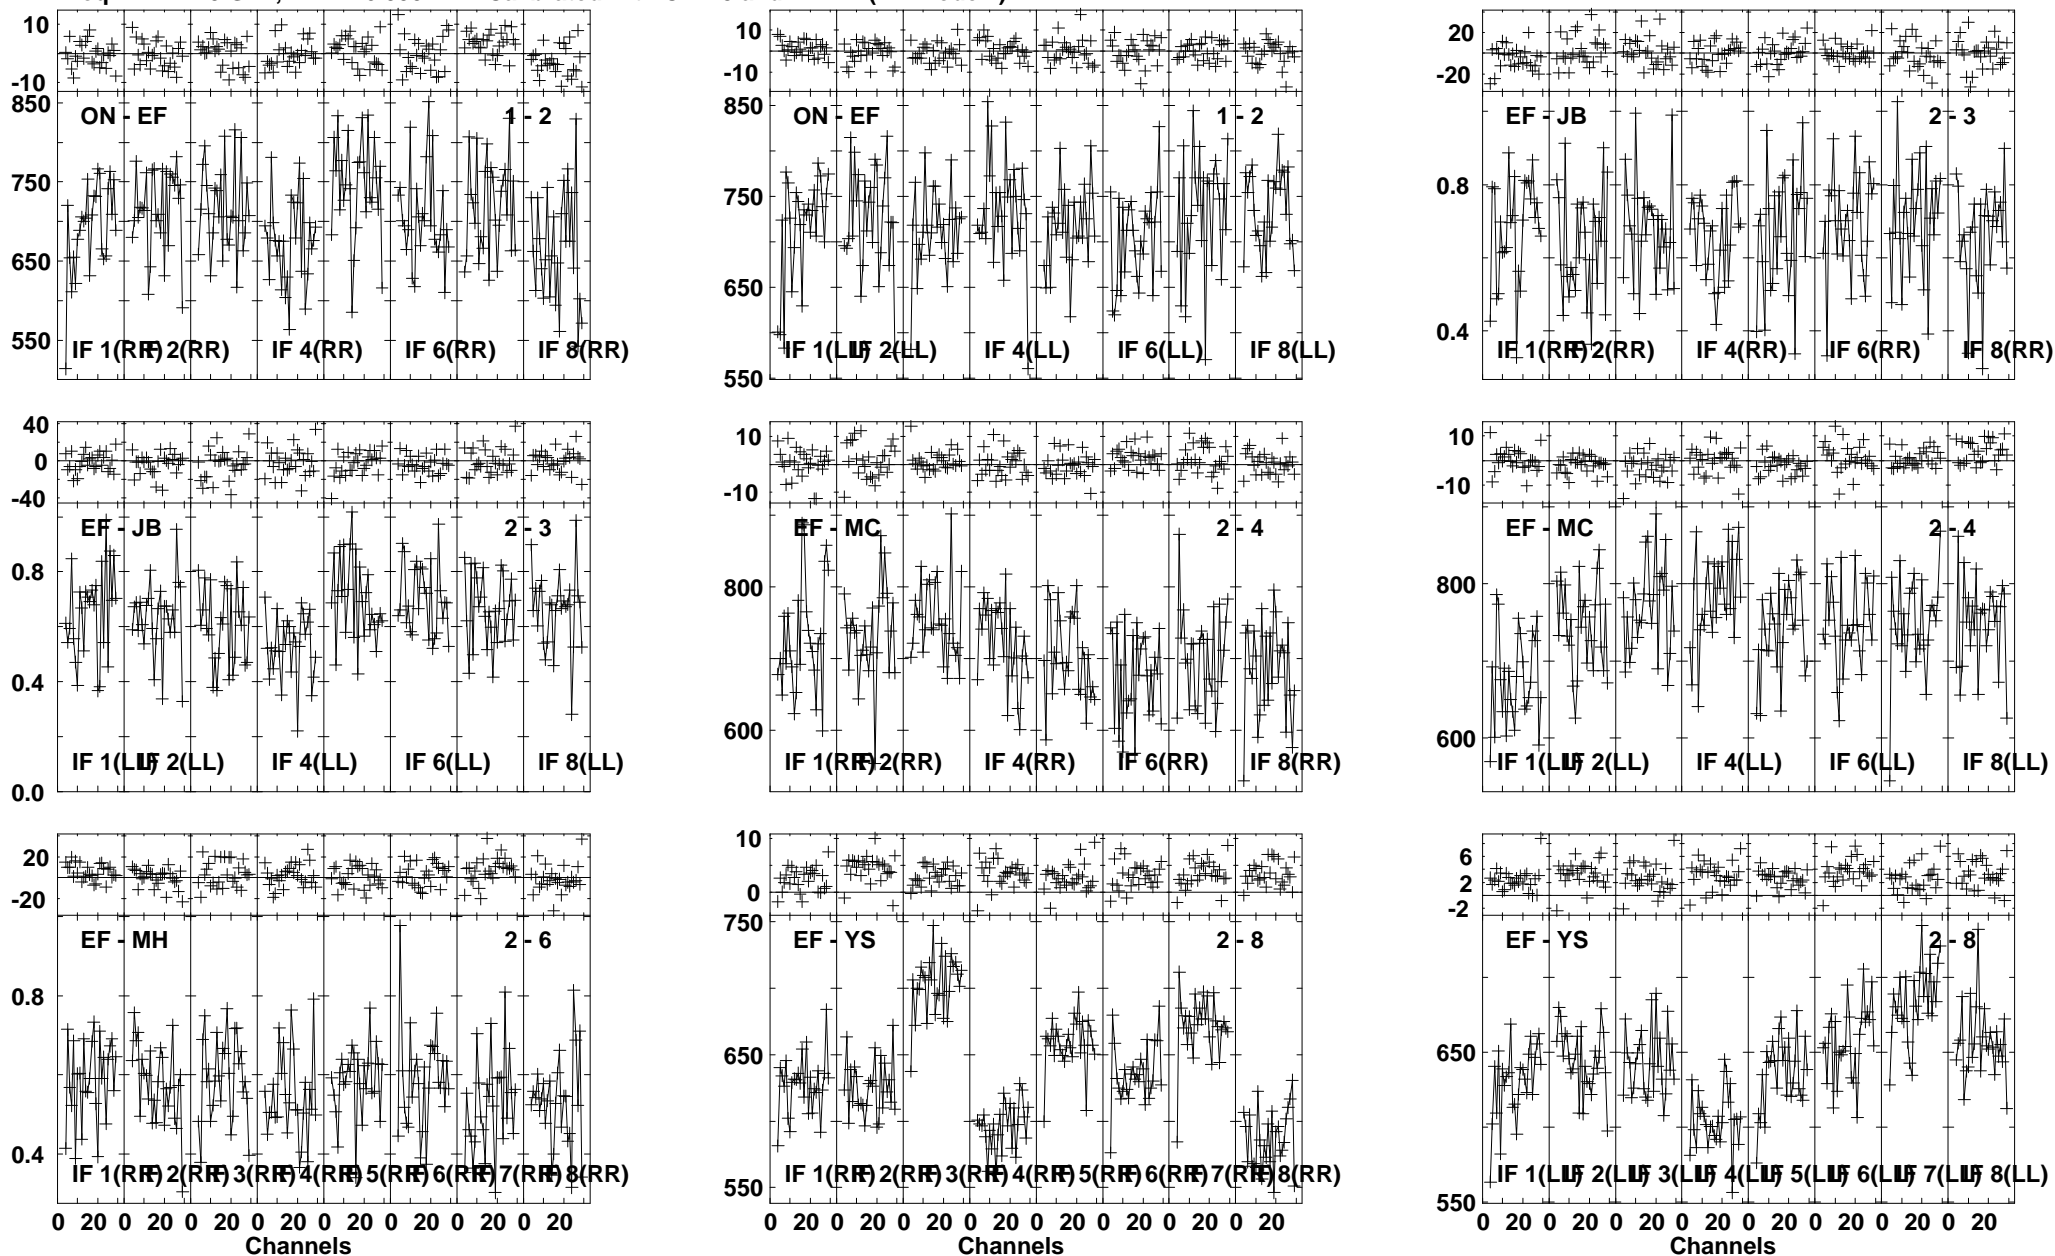 10
-10
850
750
650
550
ON - EF
1 - 2
IF 1(RR)
IF 2(RR)
IF 4(RR)
IF 6(RR)
IF 8(RR)
10
0
-10
850
750
650
550
ON - EF
1 - 2
IF 1(LL)
IF 2(LL)
IF 4(LL)
IF 6(LL)
IF 8(LL)
20
0
-20
0.8
0.4
EF - JB
2 - 3
IF 1(RR)
IF 2(RR)
IF 4(RR)
IF 6(RR)
IF 8(RR)
40
0
-40
0.8
0.4
0.0
EF - JB
2 - 3
IF 1(LL)
IF 2(LL)
IF 4(LL)
IF 6(LL)
IF 8(LL)
10
0
-10
800
600
EF - MC
2 - 4
IF 1(RR)
IF 2(RR)
IF 4(RR)
IF 6(RR)
IF 8(RR)
10
0
-10
800
600
EF - MC
2 - 4
IF 1(LL)
IF 2(LL)
IF 4(LL)
IF 6(LL)
IF 8(LL)
20
0
-20
0.8
0.4
EF - MH
2 - 6
IF 1(RR)
IF 2(RR)
IF 3(RR)
IF 4(RR)
IF 5(RR)
IF 6(RR)
IF 7(RR)
IF 8(RR)
0 20 0 20 0 20 0 20 0 20 0 20 0 20 0 20
Channels
10
0
750
650
550
EF - YS
2 - 8
IF 1(RR)
IF 2(RR)
IF 3(RR)
IF 4(RR)
IF 5(RR)
IF 6(RR)
IF 7(RR)
IF 8(RR)
0 20 0 20 0 20 0 20 0 20 0 20 0 20 0 20
Channels
6
2
-2
650
550
EF - YS
2 - 8
IF 1(LL)
IF 2(LL)
IF 3(LL)
IF 4(LL)
IF 5(LL)
IF 6(LL)
IF 7(LL)
IF 8(LL)
0 20 0 20 0 20 0 20 0 20 0 20 0 20 0 20
Channels